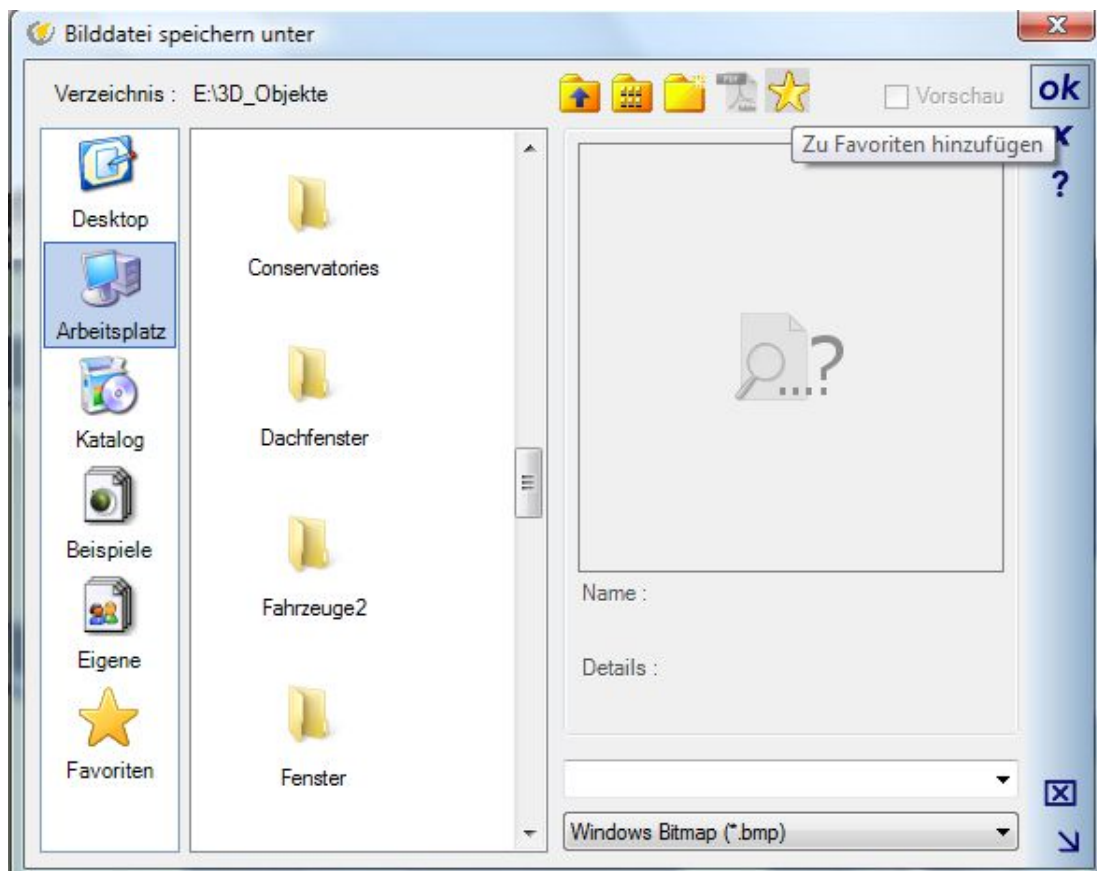 Bilddatei speichern unter
Verzeichnis : E:\3D_Objekte
PDF
Vorschau
ok
Zu Favoriten hinzufügen
x
?
Desktop
Arbeitsplatz
Katalog
Beispiele
Eigene
Favoriten
Conservatories
Dachfenster
Fahrzeuge2
Fenster
...?
Name :
Details :
Windows Bitmap (*.bmp)